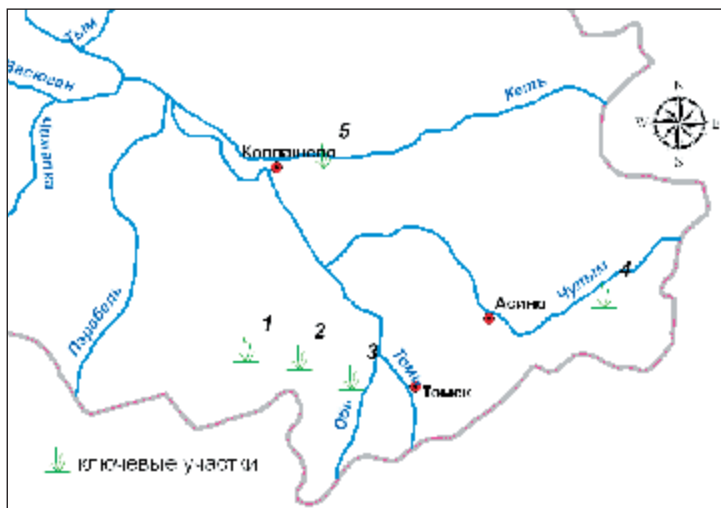 Тым
Васюган
Чижапка
Кеть
5
Колпашево
N
W
E
S
Чулым
4
Асино
Парабель
1
2
3
Томь
Томск
Обь
ключевые участки